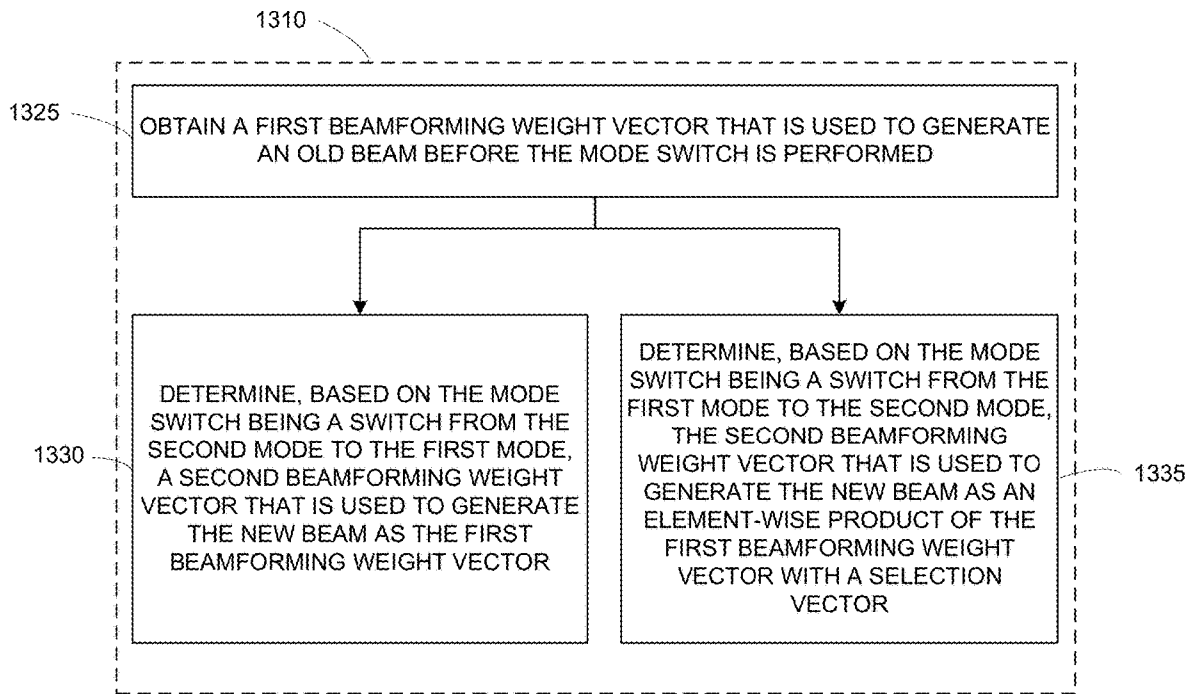 1310
1325
OBTAIN A FIRST BEAMFORMING WEIGHT VECTOR THAT IS USED TO GENERATE
AN OLD BEAM BEFORE THE MODE SWITCH IS PERFORMED
1330
DETERMINE, BASED ON THE MODE
SWITCH BEING A SWITCH FROM THE
SECOND MODE TO THE FIRST MODE,
A SECOND BEAMFORMING WEIGHT
VECTOR THAT IS USED TO GENERATE
THE NEW BEAM AS THE FIRST
BEAMFORMING WEIGHT VECTOR
DETERMINE, BASED ON THE MODE
SWITCH BEING A SWITCH FROM THE
FIRST MODE TO THE SECOND MODE,
THE SECOND BEAMFORMING
WEIGHT VECTOR THAT IS USED TO
GENERATE THE NEW BEAM AS AN
ELEMENT-WISE PRODUCT OF THE
FIRST BEAMFORMING WEIGHT
VECTOR WITH A SELECTION
VECTOR
1335